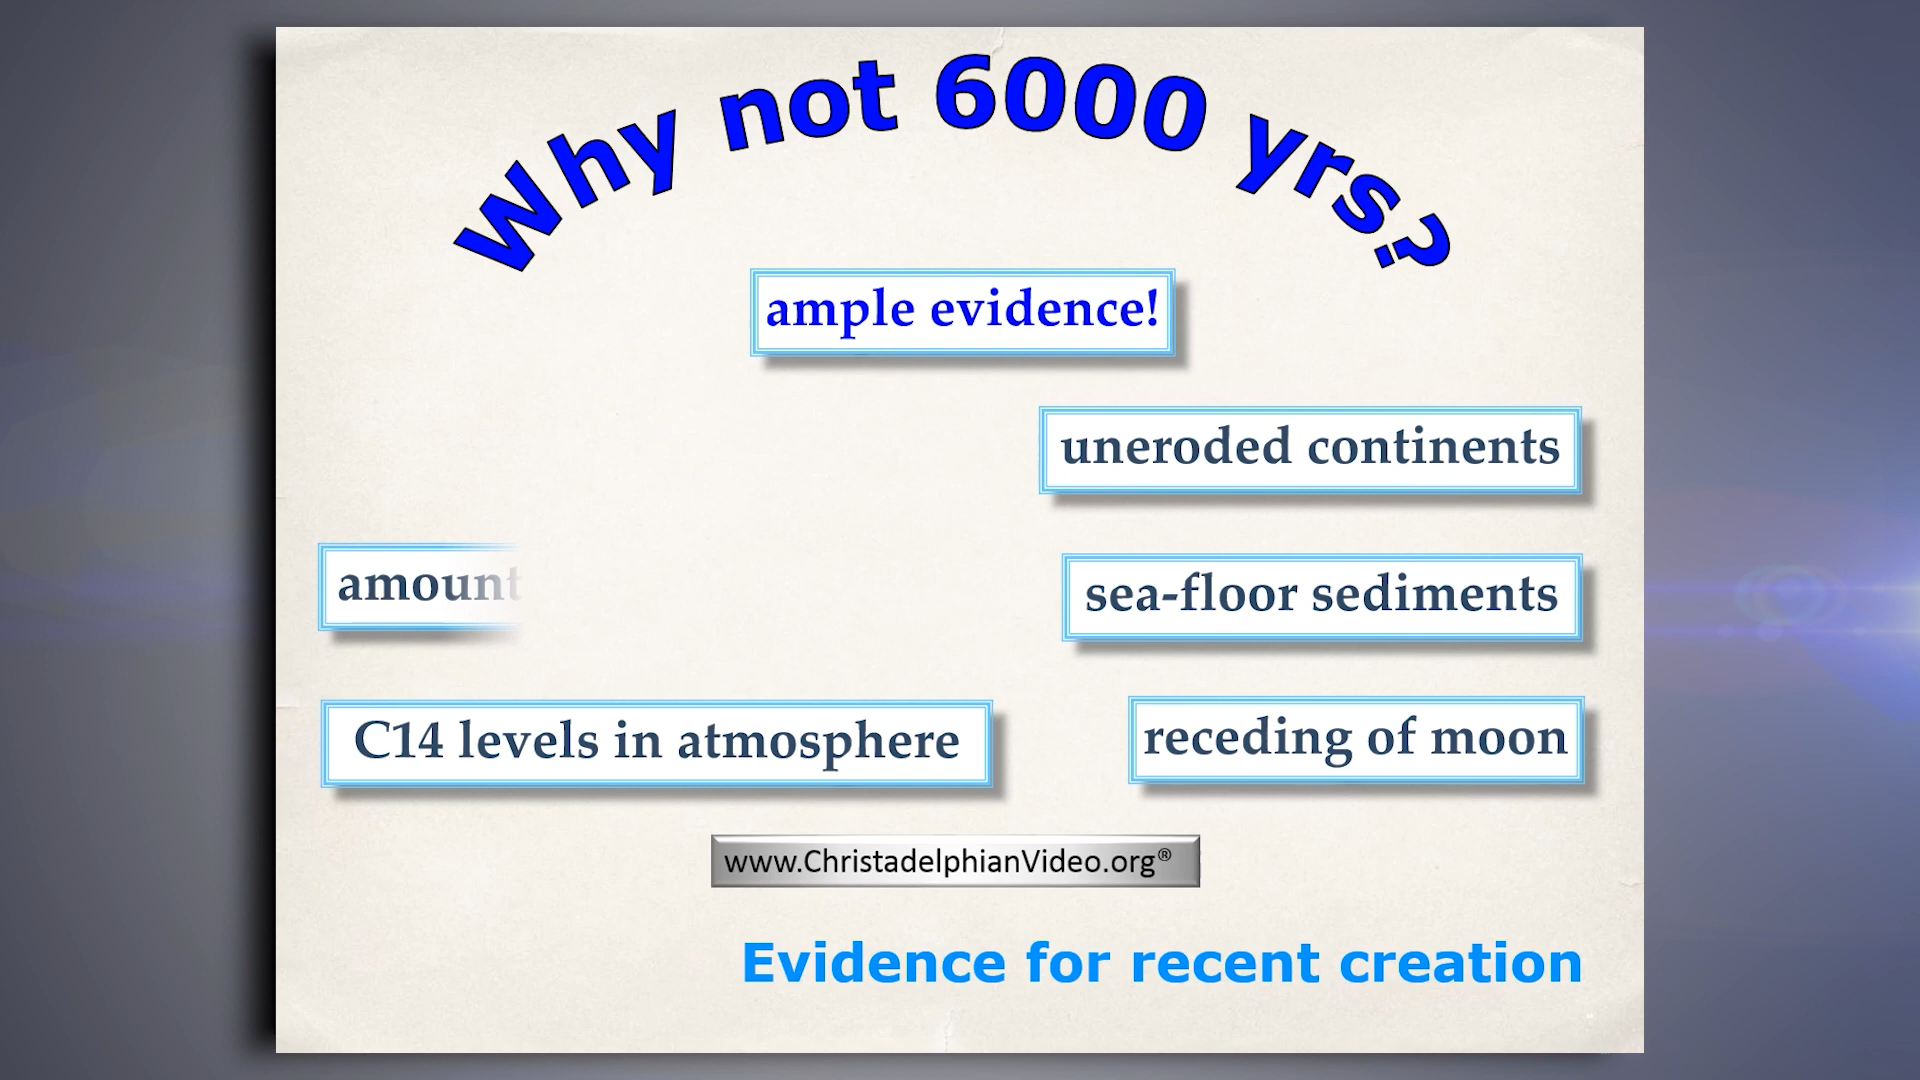 Why not 6000 yrs?
ample evidence!
uneroded continents
amount
sea-floor sediments
C14 levels in atmosphere
receding of moon
www.ChristadelphianVideo.org®
Evidence for recent creation